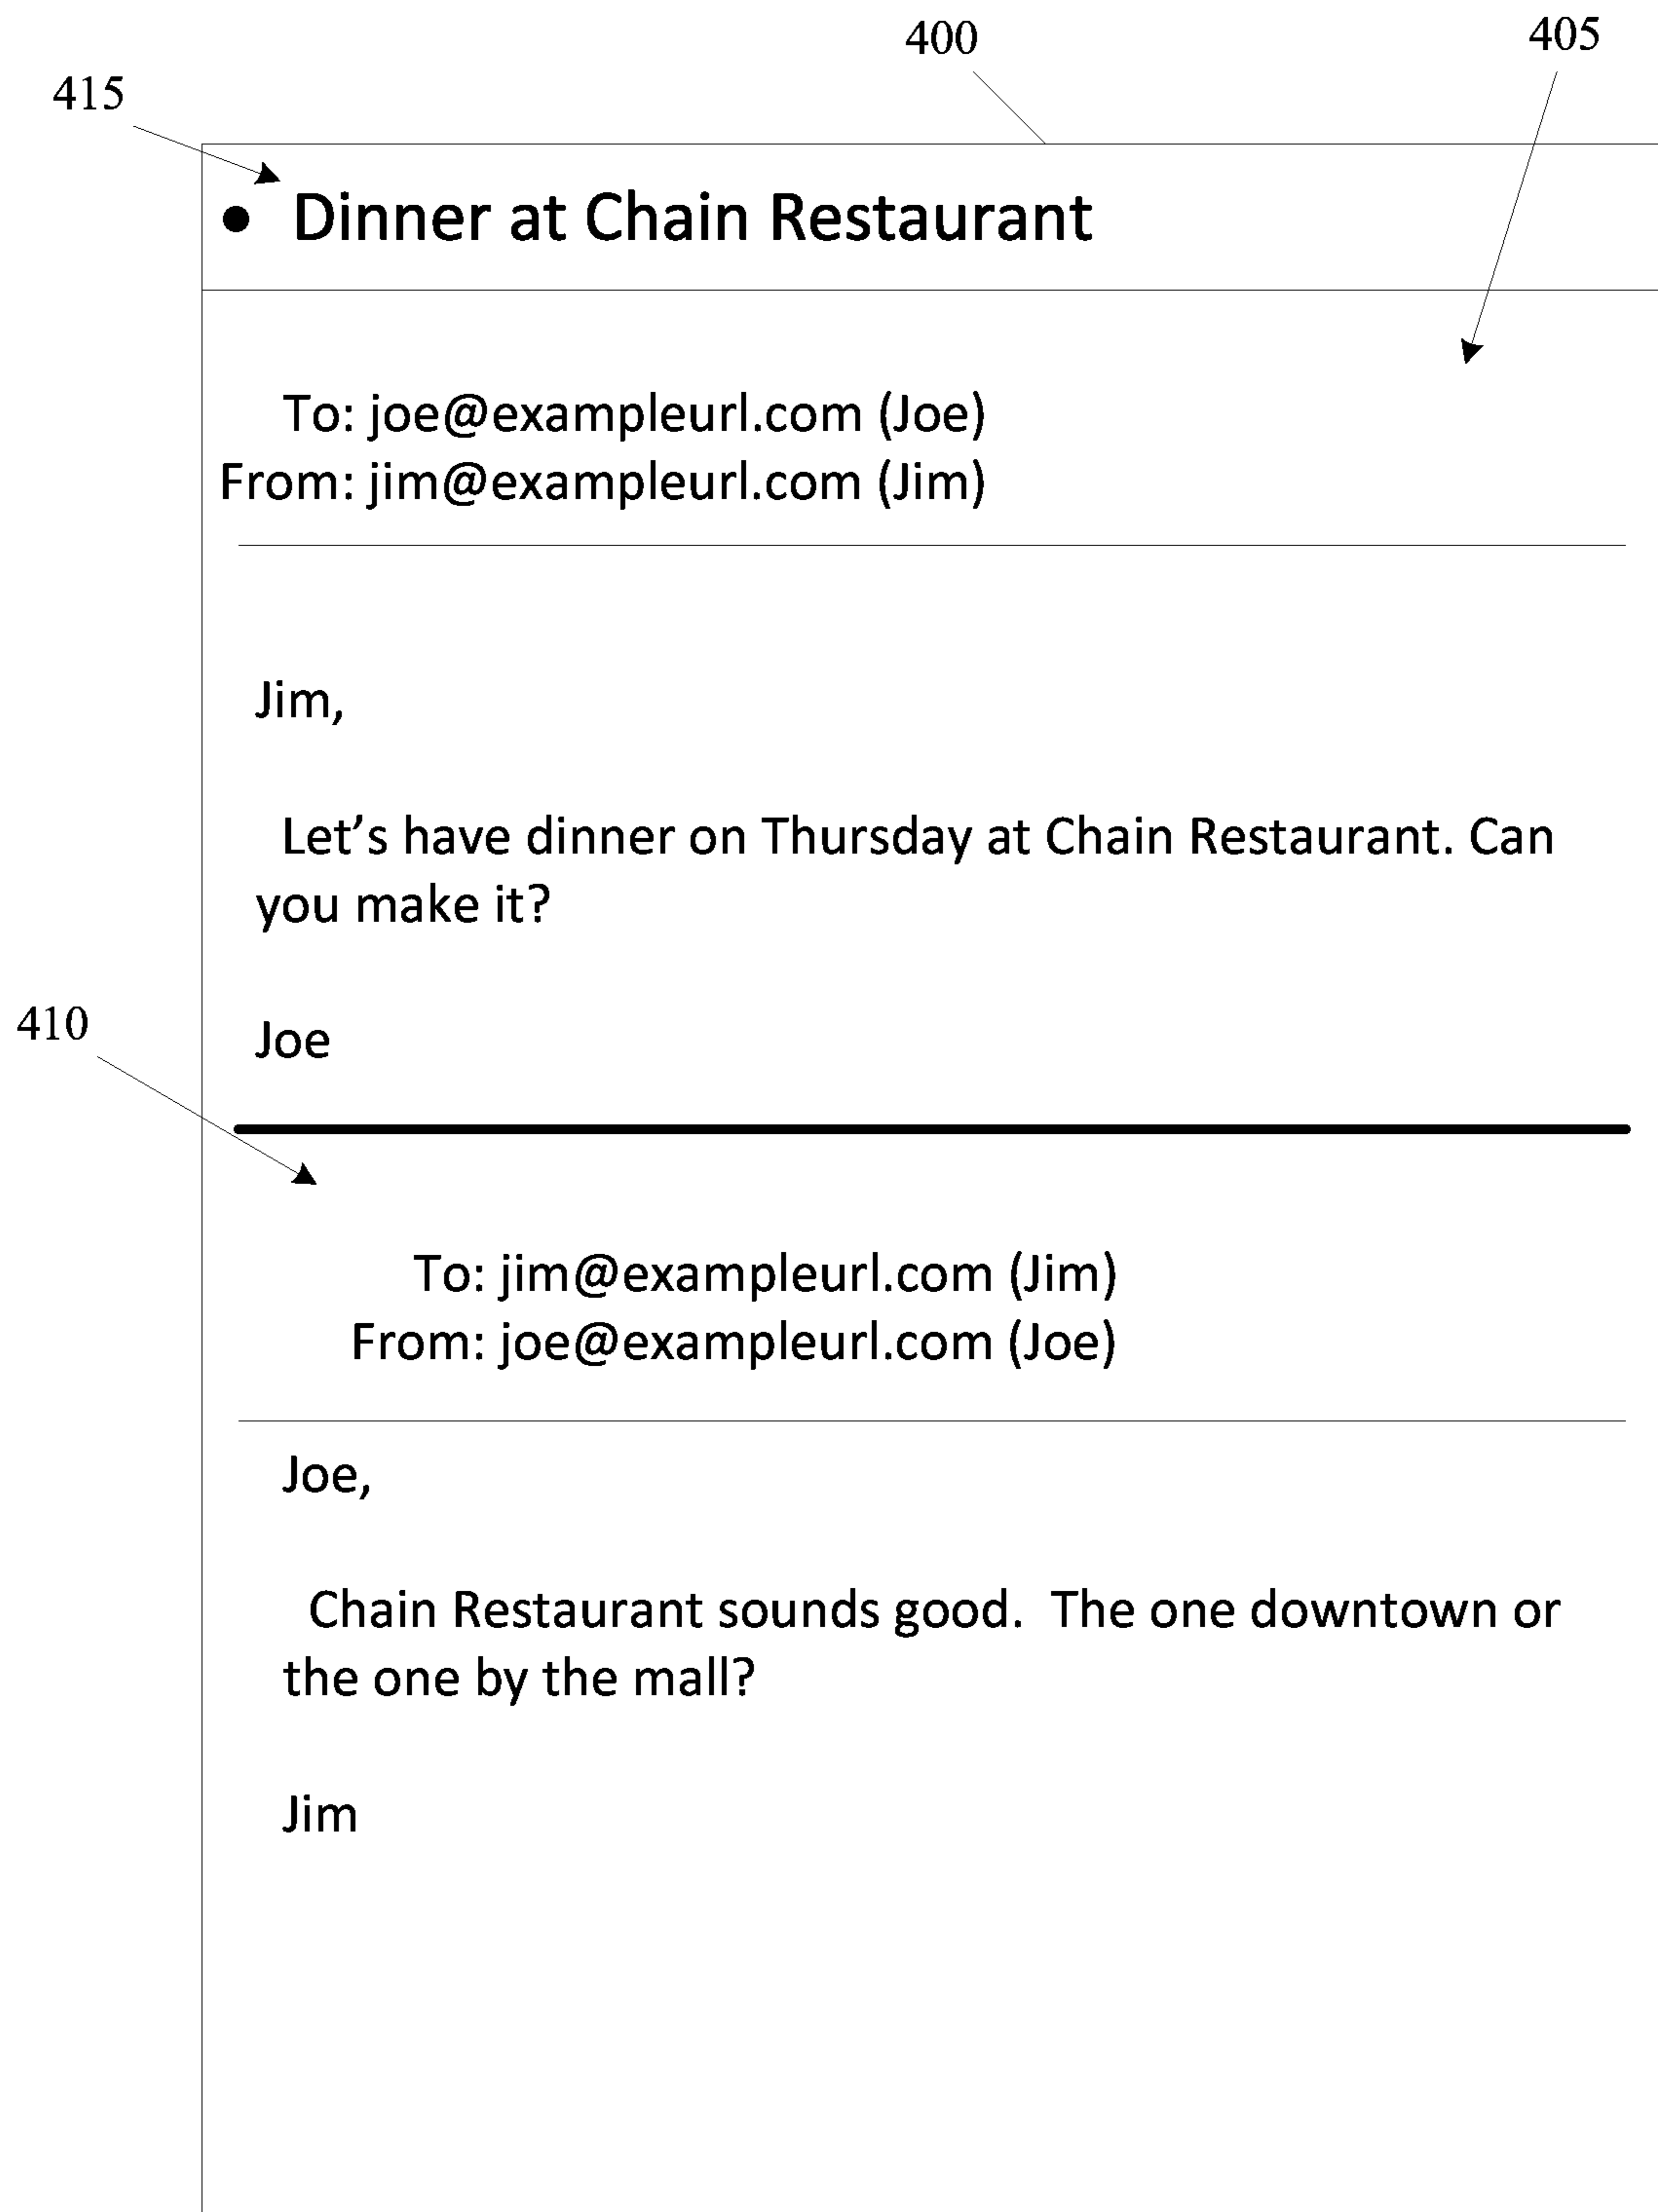 400
405
415
• Dinner at Chain Restaurant
To: joe@exampleurl.com (Joe)
From: jim@exampleurl.com (Jim)
Jim,
Let's have dinner on Thursday at Chain Restaurant. Can
you make it?
410
Joe
To: jim@exampleurl.com (Jim)
From: joe@exampleurl.com (Joe)
Joe,
Chain Restaurant sounds good.  The one downtown or
the one by the mall?
Jim